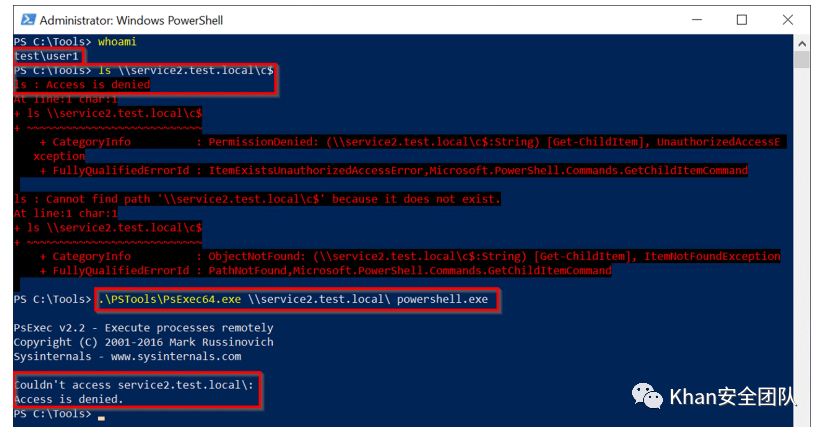 Administrator: Windows PowerShell
PS C:\Tools> whoami
test\user1
PS C:\Tools> ls \\service2.test.local\c$
ls : Access is denied
At line:1 char:1
+ ls \\service2.test.local\c$
+ ~~~~~~~~~~~~~~~~~~~~~~~~~~~
    + CategoryInfo          : PermissionDenied: (\\service2.test.local\c$:String) [Get-ChildItem], UnauthorizedAccessE
   xception
    + FullyQualifiedErrorId : ItemExistsUnauthorizedAccessError,Microsoft.PowerShell.Commands.GetChildItemCommand
ls : Cannot find path '\\service2.test.local\c$' because it does not exist.
At line:1 char:1
+ ls \\service2.test.local\c$
+ ~~~~~~~~~~~~~~~~~~~~~~~~~~~
    + CategoryInfo          : ObjectNotFound: (\\service2.test.local\c$:String) [Get-ChildItem], ItemNotFoundException
    + FullyQualifiedErrorId : PathNotFound,Microsoft.PowerShell.Commands.GetChildItemCommand
PS C:\Tools> .\PSTools\PsExec64.exe \\service2.test.local\ powershell.exe
PsExec v2.2 - Execute processes remotely
Copyright (C) 2001-2016 Mark Russinovich
Sysinternals - www.sysinternals.com
Couldn't access service2.test.local\:
Access is denied.
PS C:\Tools>
Khan安全团队